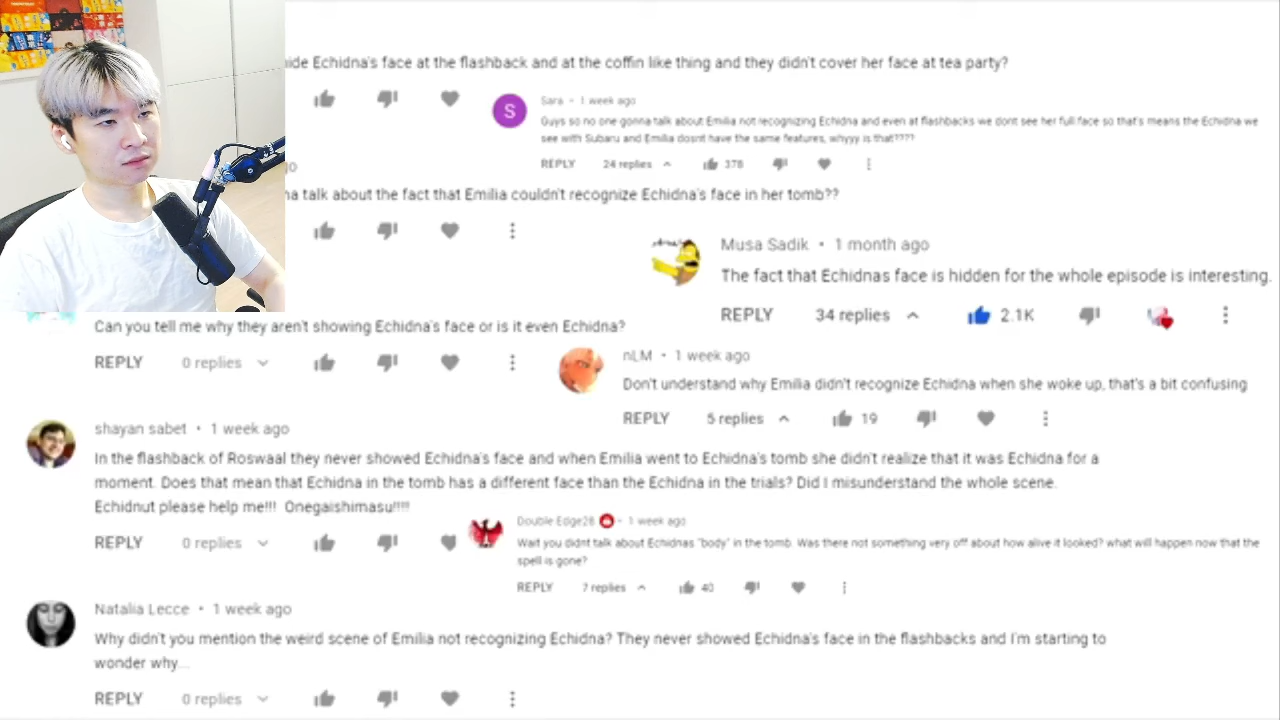 ide Echidna's face at the flashback and at the coffin like thing and they didn't cover her face at tea party?
S
Sara • 1 week ago
Guys so no one gonna talk about Emilia not recognizing Echidna and even at flashbacks we dont see her full face so that's means the Echidna we
see with Subaru and Emilia dosnt have the same features, whyyy is that????
REPLY 24 replies 378
go
na talk about the fact that Emilia couldn't recognize Echidna's face in her tomb??
Musa Sadik • 1 month ago
The fact that Echidnas face is hidden for the whole episode is interesting.
REPLY 34 replies 2.1K
Can you tell me why they aren't showing Echidna's face or is it even Echidna?
REPLY 0 replies
nLM • 1 week ago
Don't understand why Emilia didn't recognize Echidna when she woke up, that's a bit confusing
REPLY 5 replies 19
shayan sabet • 1 week ago
In the flashback of Roswaal they never showed Echidna's face and when Emilia went to Echidna's tomb she didn't realize that it was Echidna for a
moment. Does that mean that Echidna in the tomb has a different face than the Echidna in the trials? Did I misunderstand the whole scene.
Echidnut please help me!!! Onegaishimasu!!!!
REPLY 0 replies
Double Edge28 • 1 week ago
Wait you didnt talk about Echidnas "body" in the tomb. Was there not something very off about how alive it looked? what will happen now that the
spell is gone?
REPLY 7 replies 40
Natalia Lecce • 1 week ago
Why didn't you mention the weird scene of Emilia not recognizing Echidna? They never showed Echidna's face in the flashbacks and I'm starting to
wonder why...
REPLY 0 replies